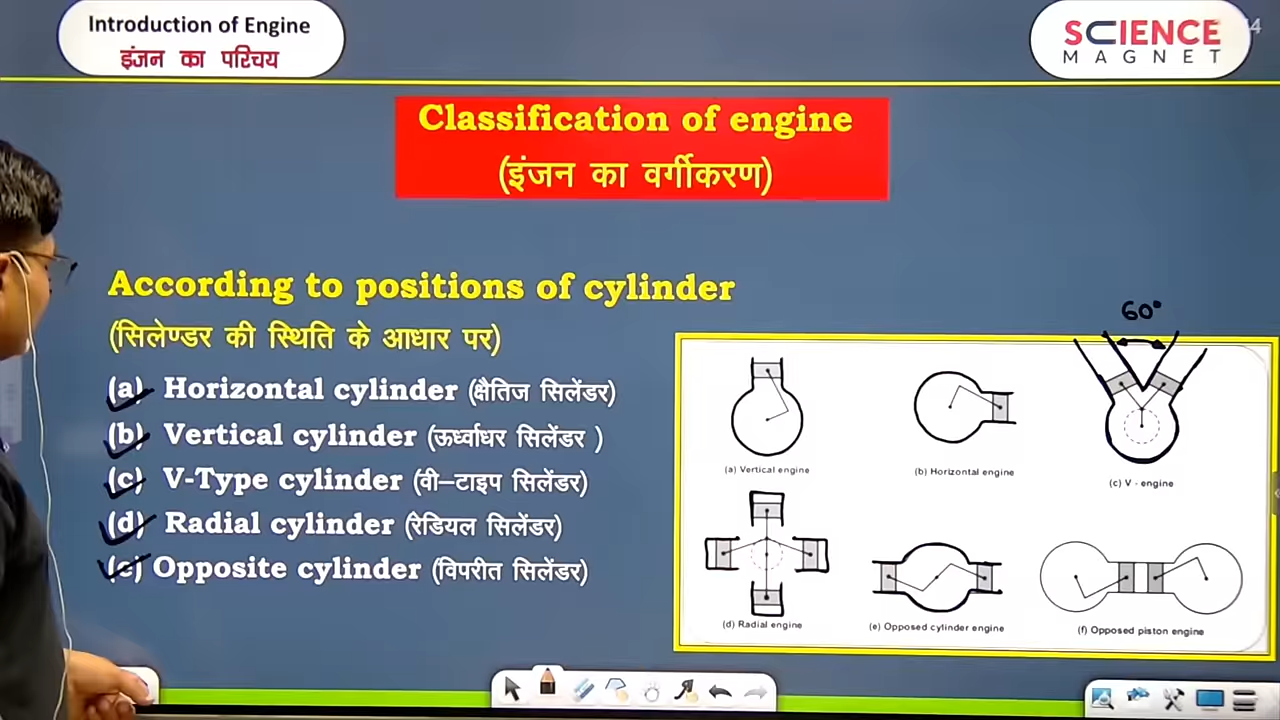 Introduction of Engine
इंजन का परिचय
SCIENCE
MAGNET
Classification of engine
(इंजन का वर्गीकरण)
According to positions of cylinder
(सिलेण्डर की स्थिति के आधार पर)
(a) Horizontal cylinder (क्षैतिज सिलेंडर)
(b) Vertical cylinder (ऊर्ध्वाधर सिलेंडर )
(c) V-Type cylinder (वी–टाइप सिलेंडर)
(d) Radial cylinder (रेडियल सिलेंडर)
(e) Opposite cylinder (विपरीत सिलेंडर)
60°
(a) Vertical engine
(b) Horizontal engine
(c) V - engine
(d) Radial engine
(e) Opposed cylinder engine
(f) Opposed piston engine